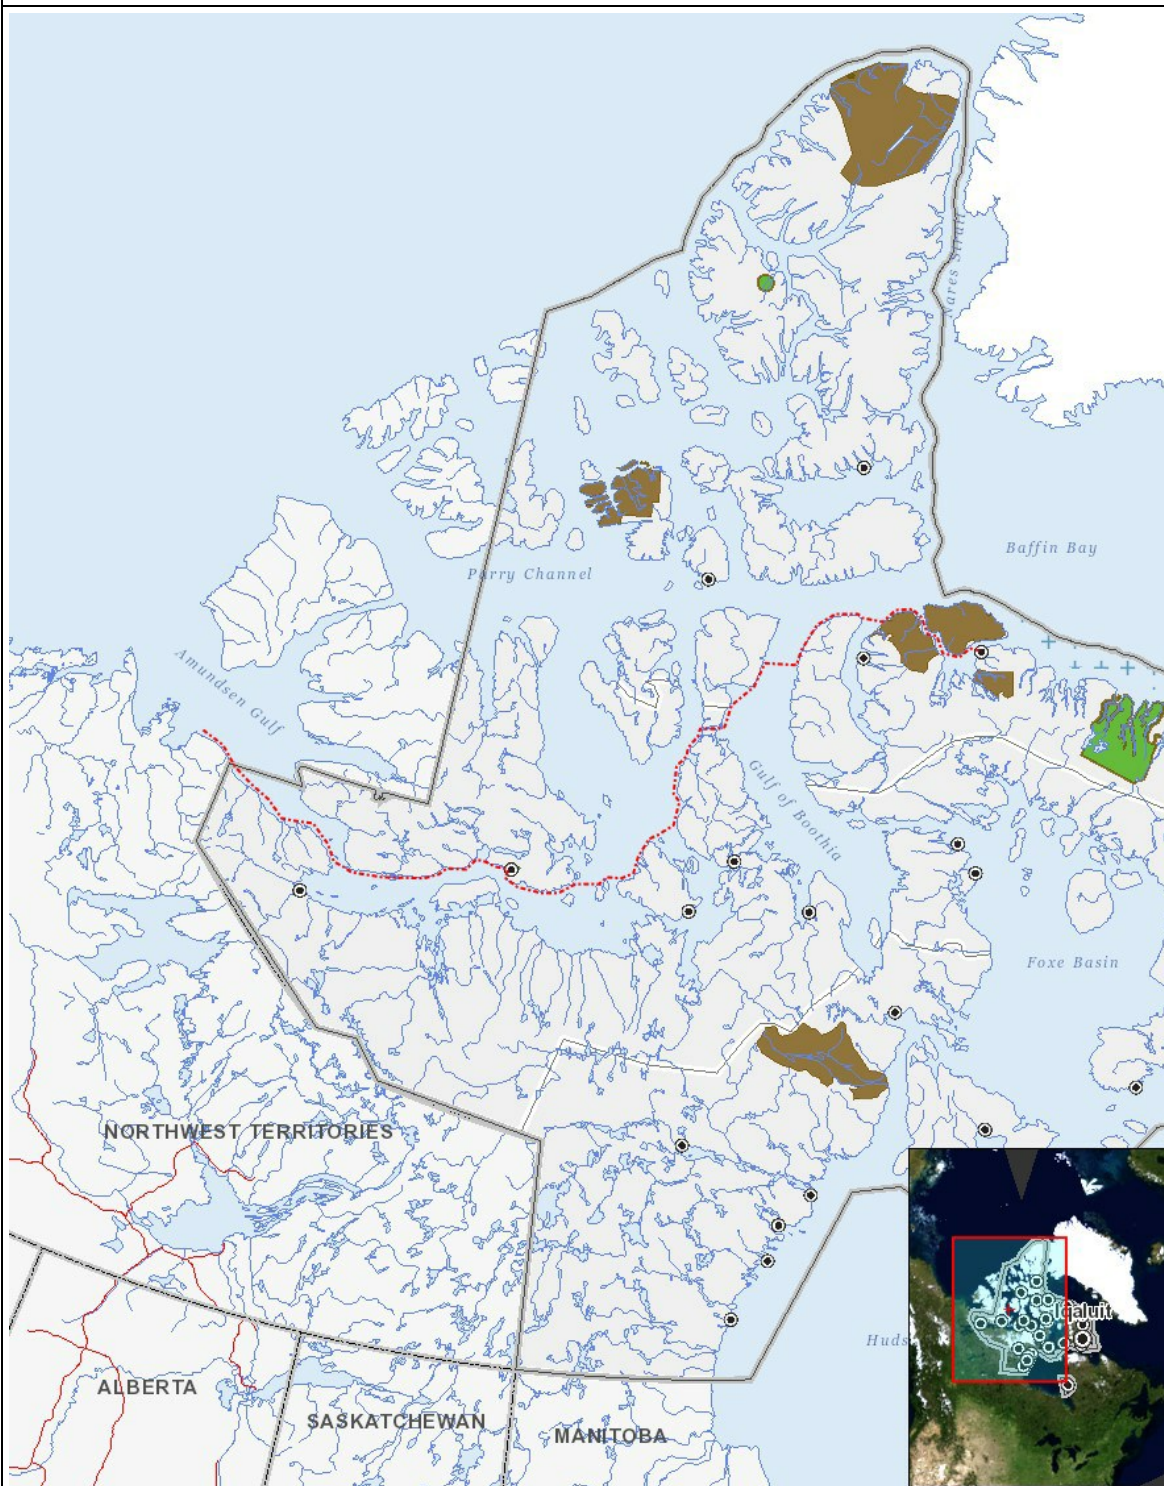 Nares Strait
Baffin Bay
Parry Channel
Amundsen Gulf
Gulf of Boothia
Foxe Basin
NORTHWEST TERRITORIES
Iqaluit
Huds
ALBERTA
SASKATCHEWAN
MANITOBA